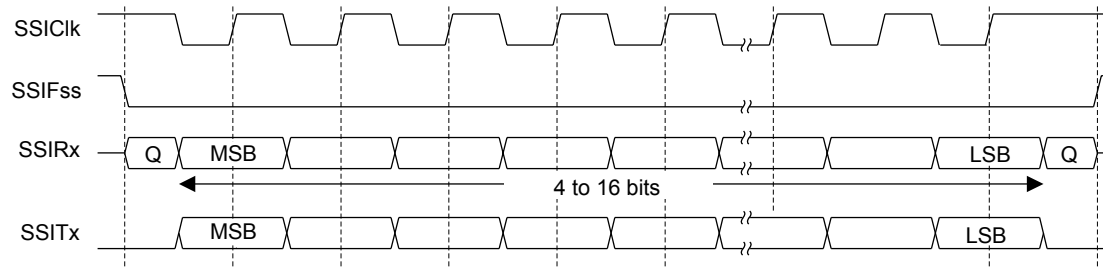 SSIClk
SSIFss
SSIRx Q MSB LSB Q
4 to 16 bits
SSITx MSB LSB